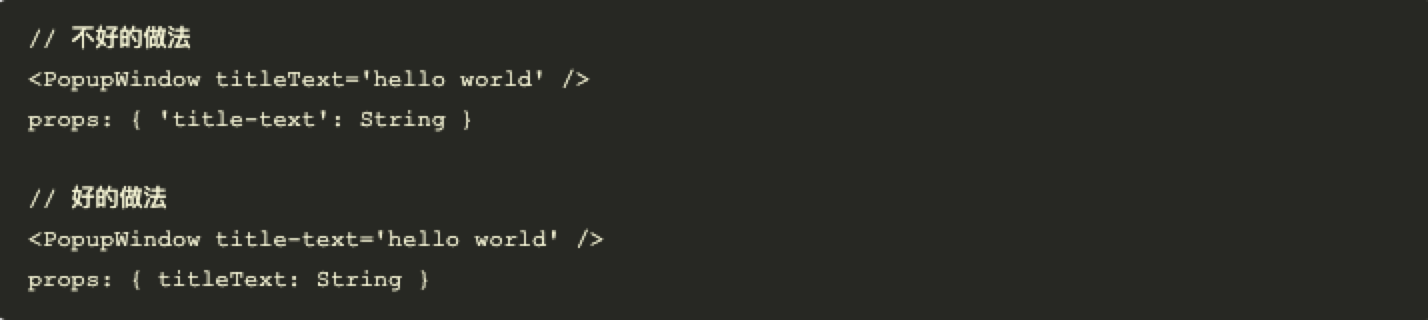 // 不好的做法
<PopupWindow titleText='hello world' />
props: { 'title-text': String }
// 好的做法
<PopupWindow title-text='hello world' />
props: { titleText: String }